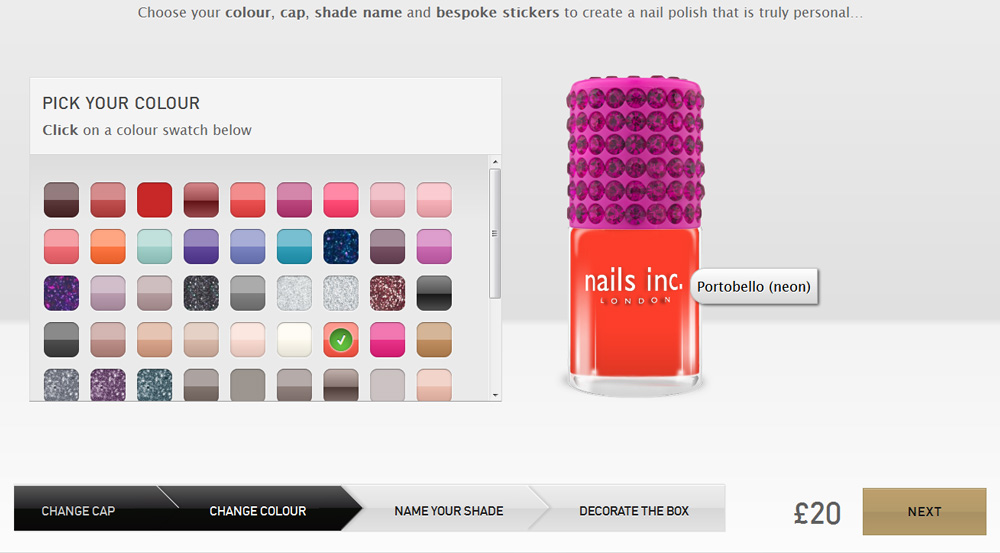 Choose your colour, cap, shade name and bespoke stickers to create a nail polish that is truly personal...
PICK YOUR COLOUR
Click on a colour swatch below
nails inc.
LONDON
Portobello (neon)
CHANGE CAP
CHANGE COLOUR
NAME YOUR SHADE
DECORATE THE BOX
£20
NEXT